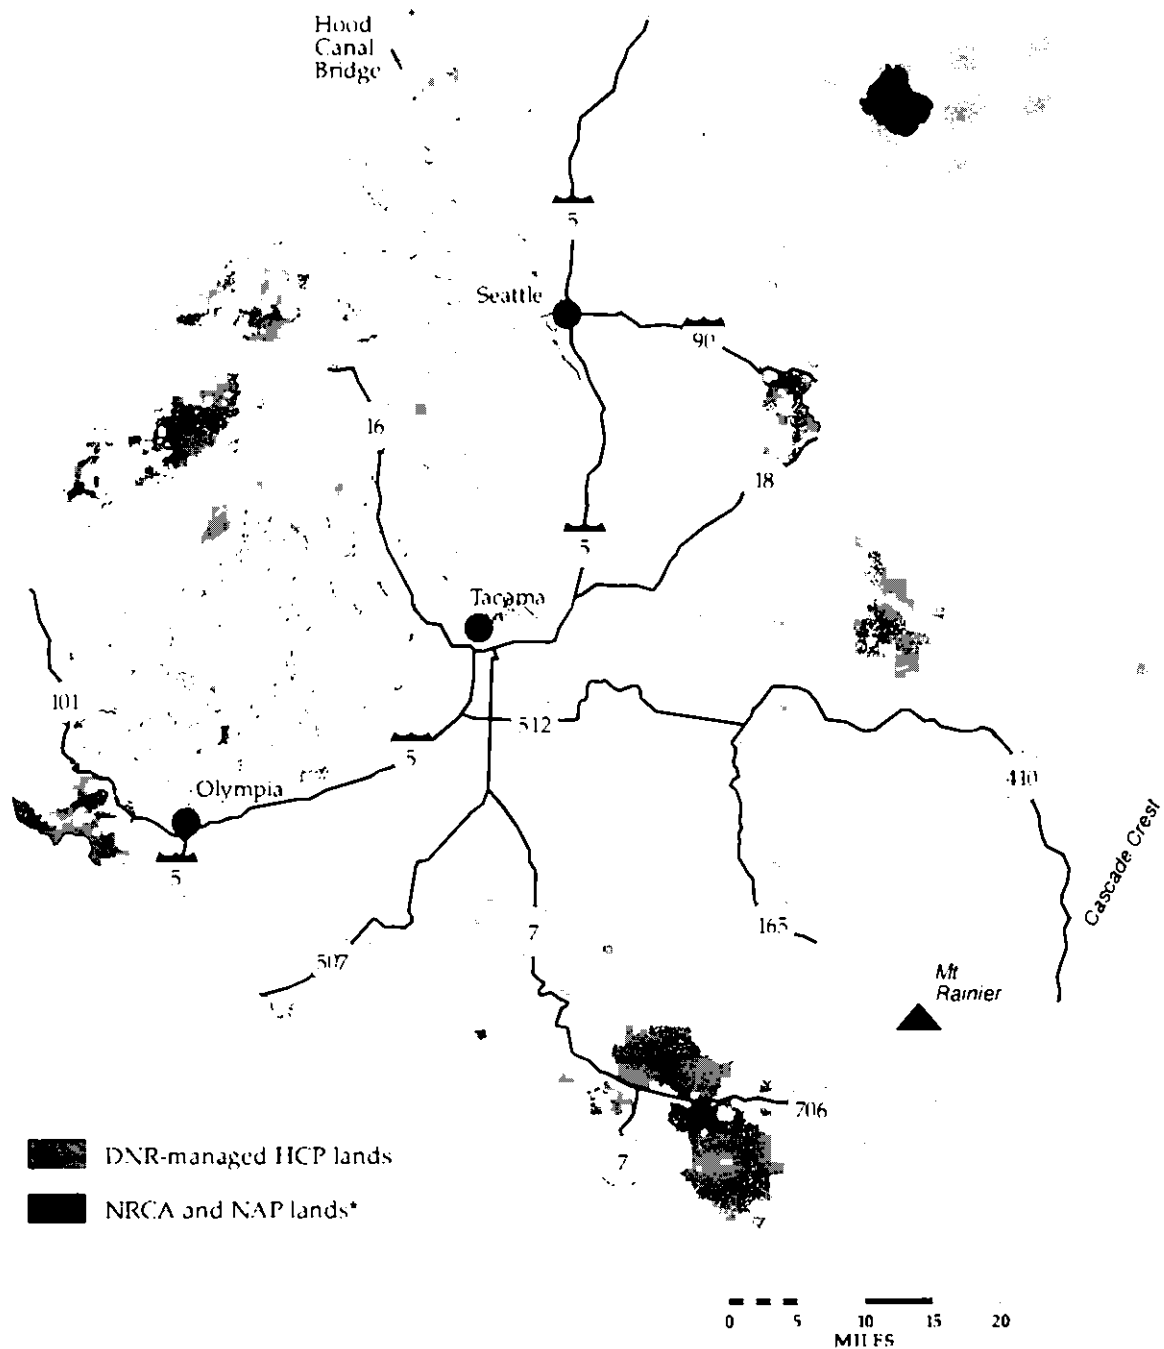 Hood
Canal
Bridge
5
Seattle
90
16
18
5
Tacoma
101
512
5
410
Olympia
Cascade Crest
5
165
7
507
Mt
Rainier
706
DNR-managed HCP lands
7
NRCA and NAP lands*
0 5 10 15 20
MILES